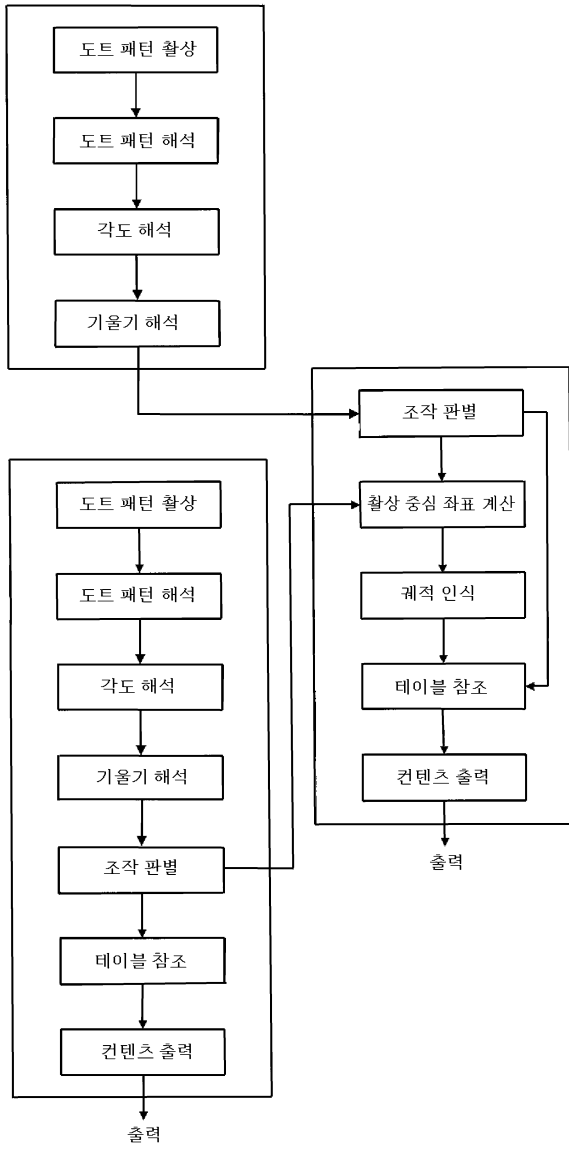 도트 패턴 촬상
도트 패턴 해석
각도 해석
기울기 해석
조작 판별
촬상 중심 좌표 계산
궤적 인식
테이블 참조
컨텐츠 출력
출력
도트 패턴 촬상
도트 패턴 해석
각도 해석
기울기 해석
조작 판별
테이블 참조
컨텐츠 출력
출력